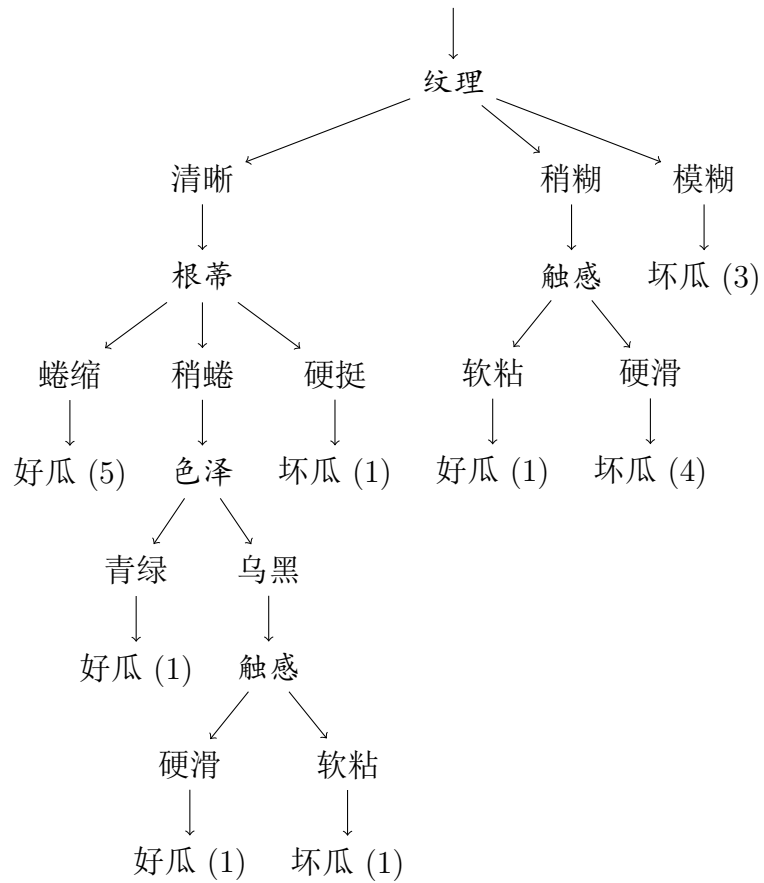 纹理
清晰 稍糊 模糊
根蒂 触感 坏瓜 (3)
蜷缩 稍蜷 硬挺 软粘 硬滑
好瓜 (5) 色泽 坏瓜 (1) 好瓜 (1) 坏瓜 (4)
青绿 乌黑
好瓜 (1) 触感
硬滑 软粘
好瓜 (1) 坏瓜 (1)